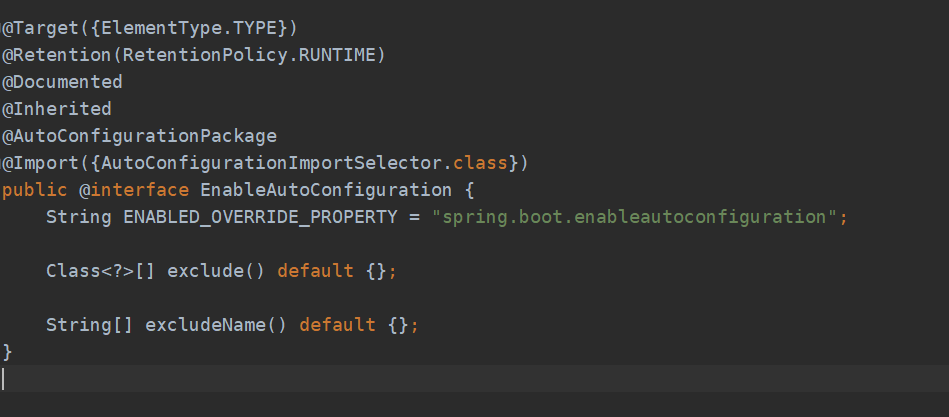 @Target({ElementType.TYPE})
@Retention(RetentionPolicy.RUNTIME)
@Documented
@Inherited
@AutoConfigurationPackage
@Import({AutoConfigurationImportSelector.class})
public @interface EnableAutoConfiguration {
    String ENABLED_OVERRIDE_PROPERTY = "spring.boot.enableautoconfiguration";
    Class<?>[] exclude() default {};
    String[] excludeName() default {};
}